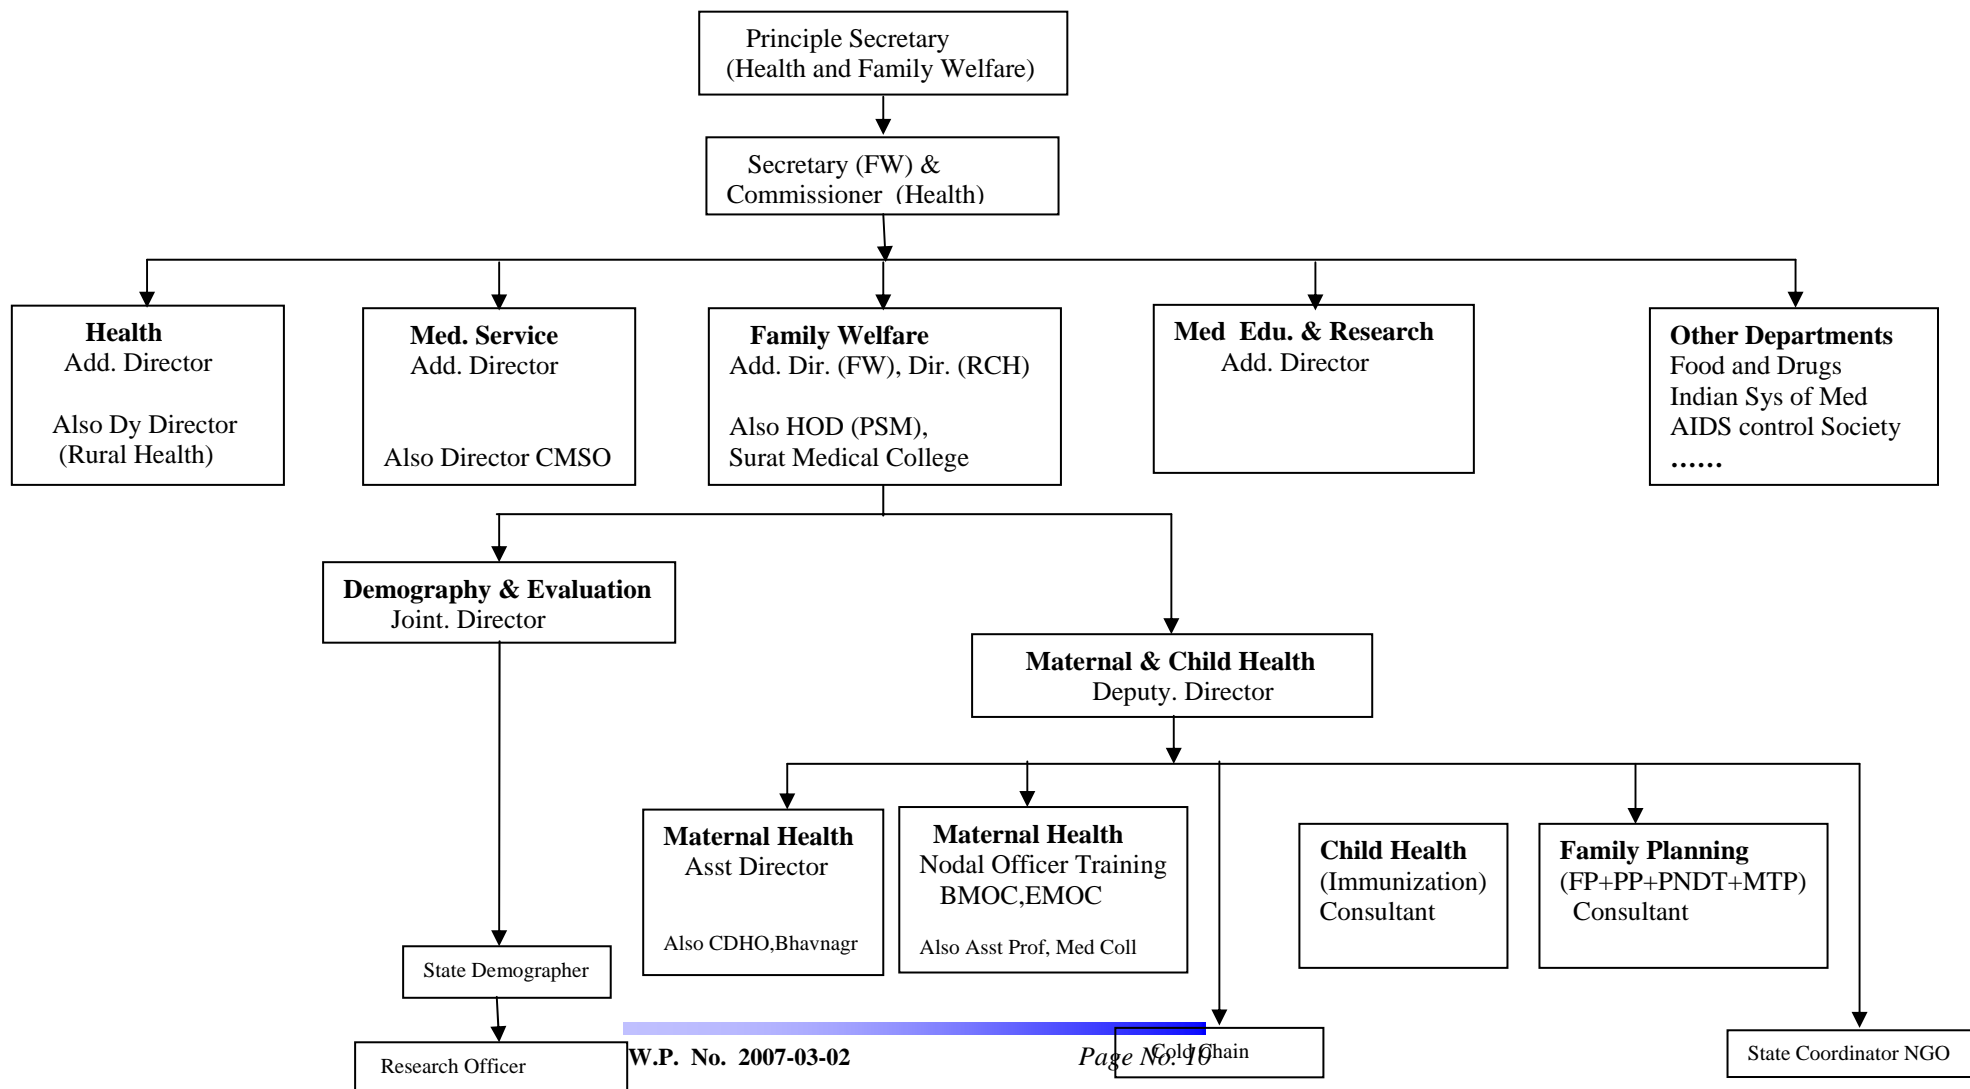 Principle Secretary
(Health and Family Welfare)
Secretary (FW) &
Commissioner (Health)
Health
Add. Director
Also Dy Director
(Rural Health)
Med. Service
Add. Director
Also Director CMSO
Family Welfare
Add. Dir. (FW), Dir. (RCH)
Also HOD (PSM),
Surat Medical College
Med Edu. & Research
Add. Director
Other Departments
Food and Drugs
Indian Sys of Med
AIDS control Society
......
Demography & Evaluation
Joint. Director
Maternal & Child Health
Deputy. Director
Maternal Health
Asst Director
Also CDHO,Bhavnagr
Maternal Health
Nodal Officer Training
BMOC,EMOC
Also Asst Prof, Med Coll
Child Health
(Immunization)
Consultant
Family Planning
(FP+PP+PNDT+MTP)
Consultant
State Demographer
Research Officer
W.P. No. 2007-03-02
Page No. 10
Cold Chain
State Coordinator NGO